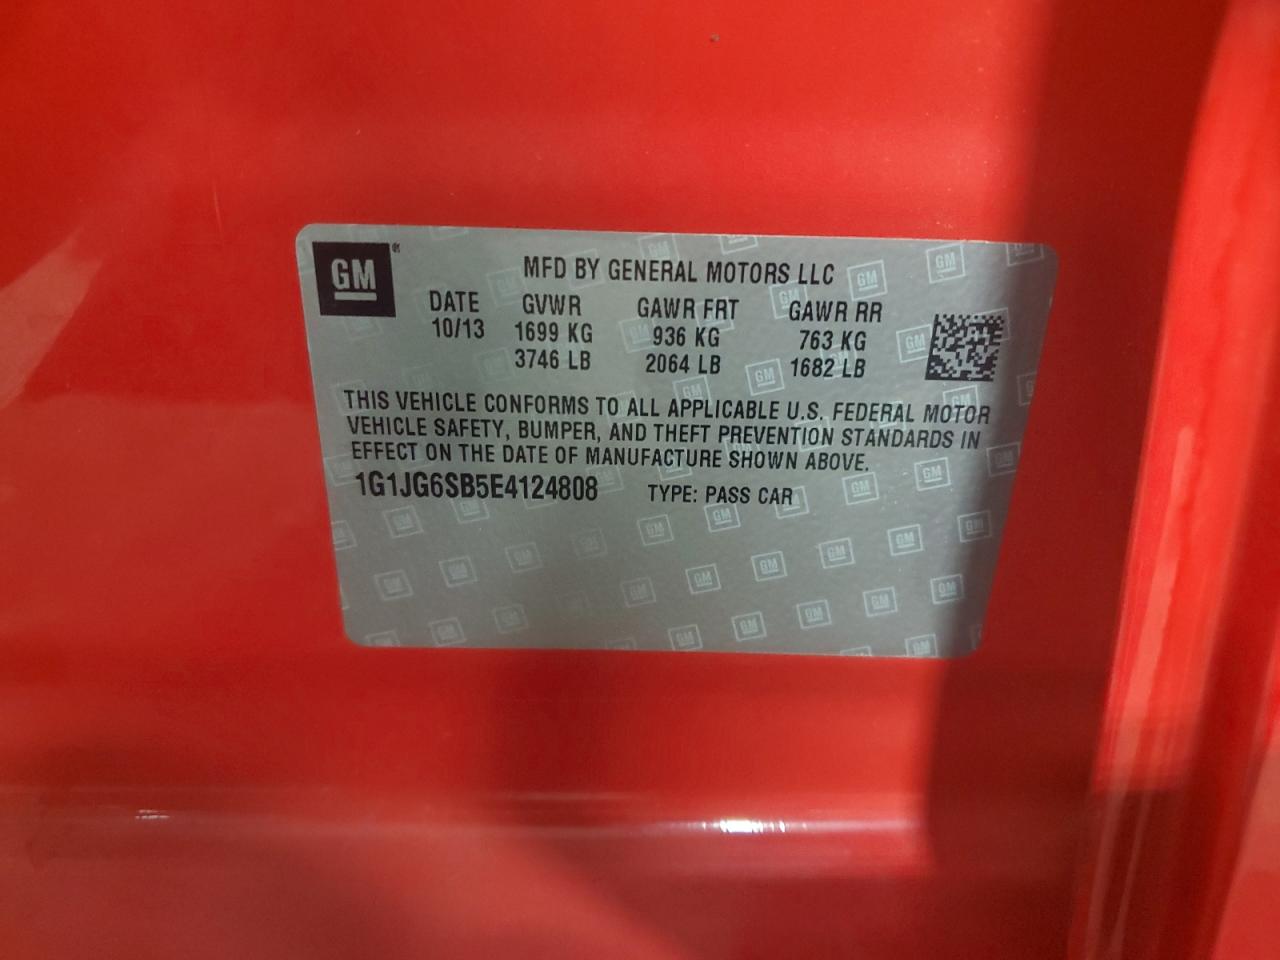 GM®
MFD BY GENERAL MOTORS LLC
DATE GVWR GAWR FRT GAWR RR
10/13 1699 KG 936 KG 763 KG
3746 LB 2064 LB 1682 LB
THIS VEHICLE CONFORMS TO ALL APPLICABLE U.S. FEDERAL MOTOR
VEHICLE SAFETY, BUMPER, AND THEFT PREVENTION STANDARDS IN
EFFECT ON THE DATE OF MANUFACTURE SHOWN ABOVE.
1G1JG6SB5E4124808 TYPE: PASS CAR